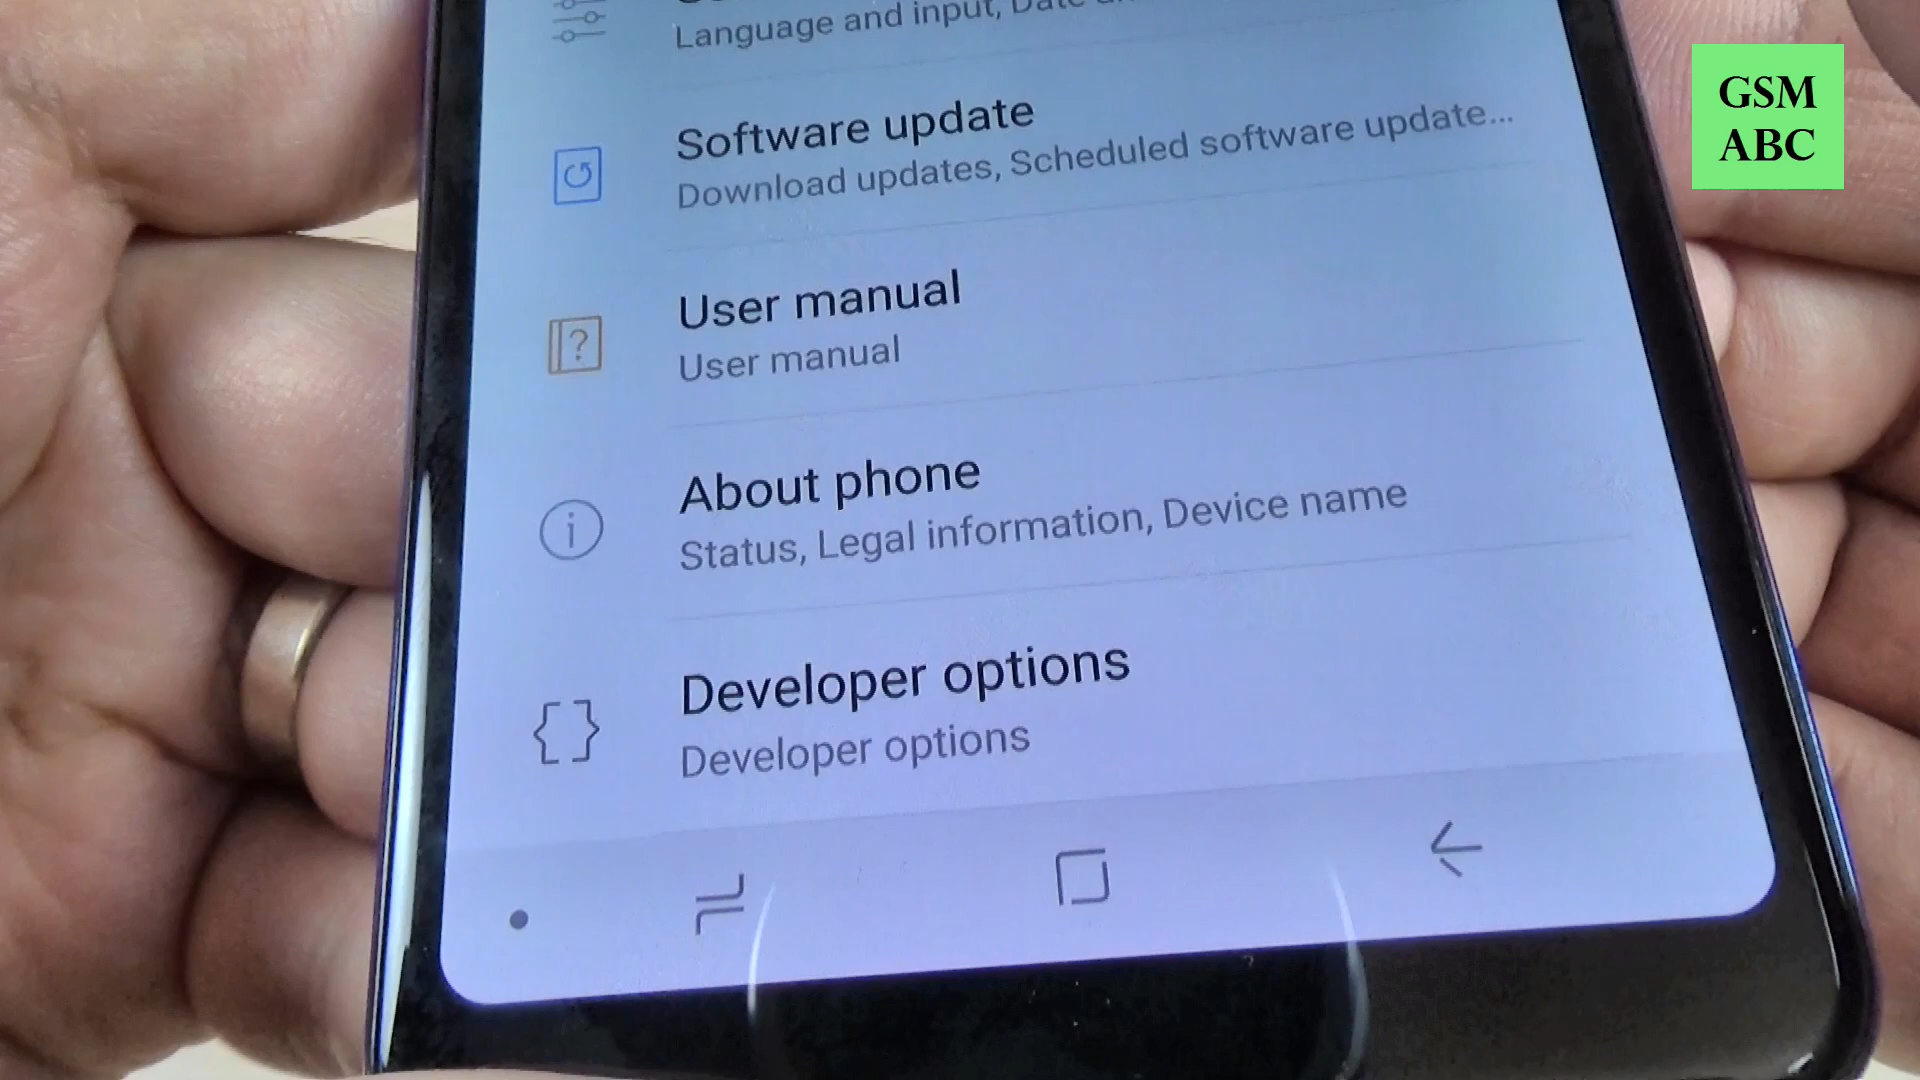 Language and input,
GSM
ABC
Software update
Download updates, Scheduled software update...
User manual
User manual
About phone
Status, Legal information, Device name
Developer options
Developer options